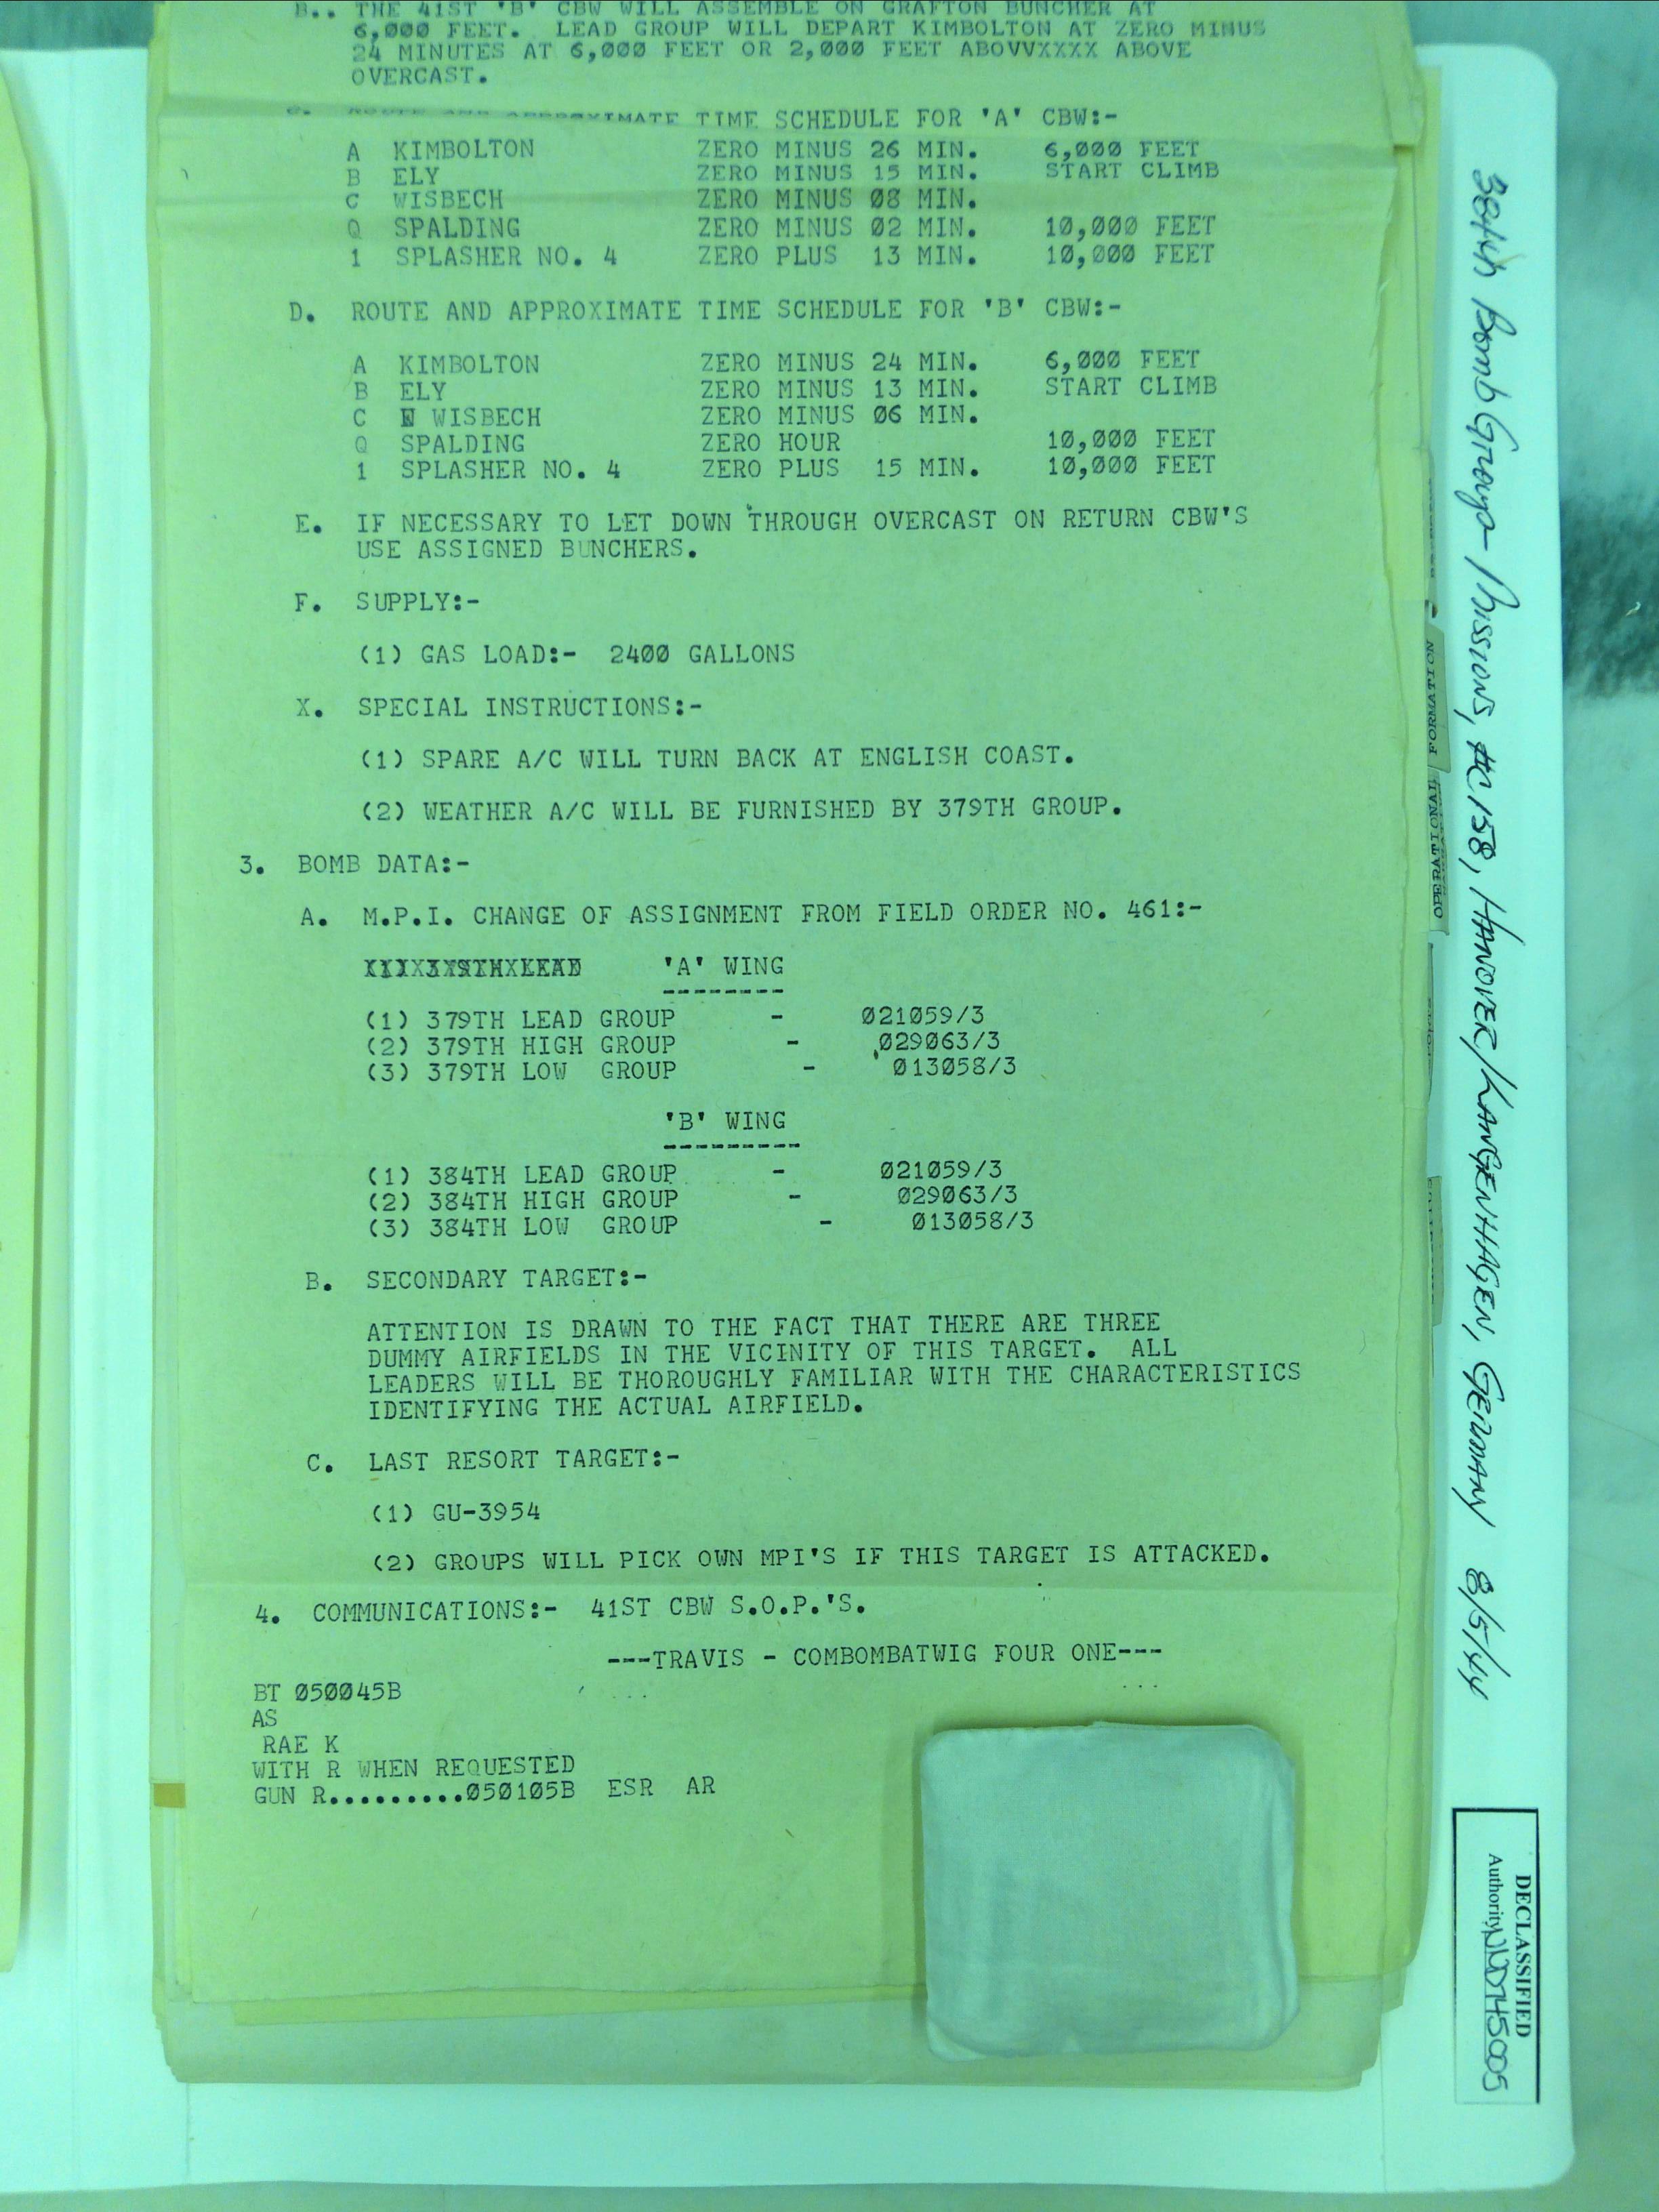 B.. THE 41ST 'B' CBW WILL ASSEMBLE ON GRAFTON BUNCHER AT
6,000 FEET. LEAD GROUP WILL DEPART KIMBOLTON AT ZERO MINUS
24 MINUTES AT 6,000 FEET OR 2,000 FEET ABOVVXXXX ABOVE
OVERCAST.
C. ROUTE AND APPROXIMATE TIME SCHEDULE FOR 'A' CBW:-
A KIMBOLTON ZERO MINUS 26 MIN. 6,000 FEET
B ELY ZERO MINUS 15 MIN. START CLIMB
C WISBECH ZERO MINUS 08 MIN.
Q SPALDING ZERO MINUS 02 MIN. 10,000 FEET
1 SPLASHER NO. 4 ZERO PLUS 13 MIN. 10,000 FEET
D. ROUTE AND APPROXIMATE TIME SCHEDULE FOR 'B' CBW:-
A KIMBOLTON ZERO MINUS 24 MIN. 6,000 FEET
B ELY ZERO MINUS 13 MIN. START CLIMB
C WISBECH ZERO MINUS 06 MIN.
Q SPALDING ZERO HOUR 10,000 FEET
1 SPLASHER NO. 4 ZERO PLUS 15 MIN. 10,000 FEET
E. IF NECESSARY TO LET DOWN THROUGH OVERCAST ON RETURN CBW'S
USE ASSIGNED BUNCHERS.
F. SUPPLY:-
(1) GAS LOAD:- 2400 GALLONS
X. SPECIAL INSTRUCTIONS:-
(1) SPARE A/C WILL TURN BACK AT ENGLISH COAST.
(2) WEATHER A/C WILL BE FURNISHED BY 379TH GROUP.
3. BOMB DATA:-
A. M.P.I. CHANGE OF ASSIGNMENT FROM FIELD ORDER NO. 461:-
'A' WING
--------
(1) 379TH LEAD GROUP - 021059/3
(2) 379TH HIGH GROUP - 029063/3
(3) 379TH LOW GROUP - 013058/3
'B' WING
---------
(1) 384TH LEAD GROUP - 021059/3
(2) 384TH HIGH GROUP - 029063/3
(3) 384TH LOW GROUP - 013058/3
B. SECONDARY TARGET:-
ATTENTION IS DRAWN TO THE FACT THAT THERE ARE THREE
DUMMY AIRFIELDS IN THE VICINITY OF THIS TARGET. ALL
LEADERS WILL BE THOROUGHLY FAMILIAR WITH THE CHARACTERISTICS
IDENTIFYING THE ACTUAL AIRFIELD.
C. LAST RESORT TARGET:-
(1) GU-3954
(2) GROUPS WILL PICK OWN MPI'S IF THIS TARGET IS ATTACKED.
4. COMMUNICATIONS:- 41ST CBW S.O.P.'S.
---TRAVIS - COMBOMBATWIG FOUR ONE---
BT 050045B
AS
RAE K
WITH R WHEN REQUESTED
GUN R.........050105B ESR AR
384th Bomb Group- Missions, #C158, HANOVER/LANGENHAGEN, GERMANY 8/5/44
FORMATION
OPERATIONAL
DECLASSIFIED
Authority NND745005